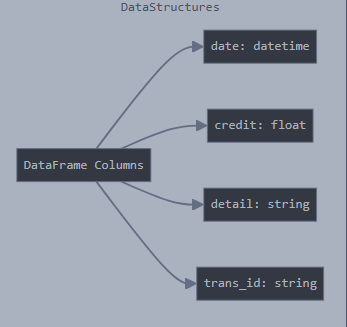 DataStructures
date: datetime
credit: float
DataFrame Columns
detail: string
trans_id: string